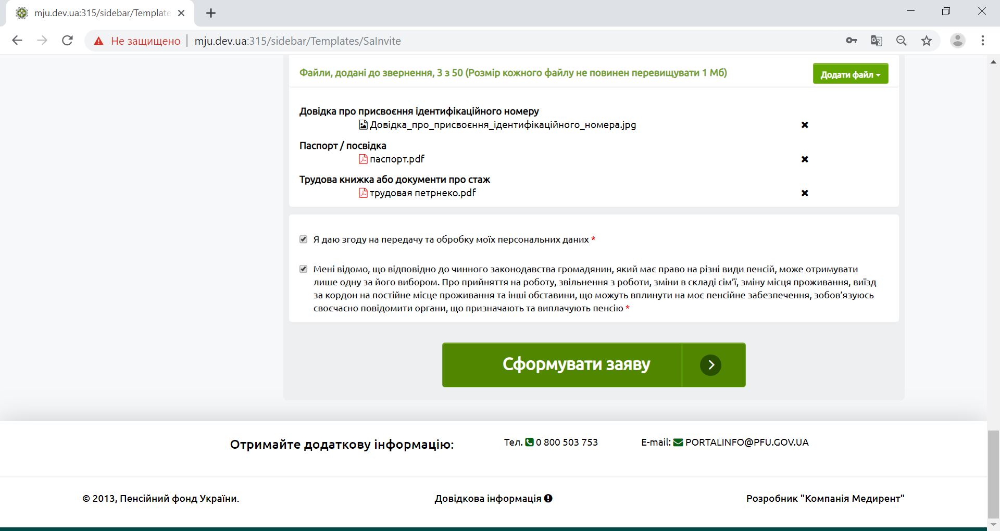 mju.dev.ua:315/sidebar/Template
Не защищено mju.dev.ua:315/sidebar/Templates/SaInvite
Файли, додані до звернення, 3 з 50 (Розмір кожного файлу не повинен перевищувати 1 Мб)
Додати файл
Довідка про присвоєння ідентифікаційного номеру
Довідка_про_присвоєння_ідентифікаційного_номера.jpg
Паспорт / посвідка
паспорт.pdf
Трудова книжка або документи про стаж
трудовая петрнеко.pdf
Я даю згоду на передачу та обробку моїх персональних даних *
Мені відомо, що відповідно до чинного законодавства громадянин, який має право на різні види пенсій, може отримувати
лише одну за його вибором. Про прийняття на роботу, звільнення з роботи, зміни в складі сім’ї, зміну місця проживання, виїзд
за кордон на постійне місце проживання та інші обставини, що можуть вплинути на моє пенсійне забезпечення, зобов’язуюсь
своєчасно повідомити органи, що призначають та виплачують пенсію *
Сформувати заяву
Отримайте додаткову інформацію:
Тел. 0 800 503 753
E-mail: PORTALINFO@PFU.GOV.UA
© 2013, Пенсійний фонд України.
Довідкова інформація
Розробник "Компанія Медирент"